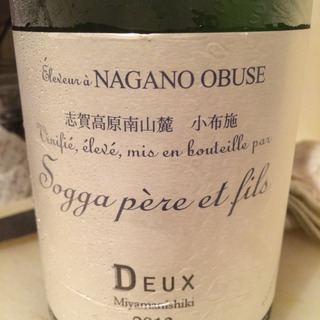 Éleveur à NAGANO OBUSE
志賀高原南山麓 小布施
Vinifié, élevé, mis en bouteille par
Sogga père et fils
DEUX
Miyamanishiki